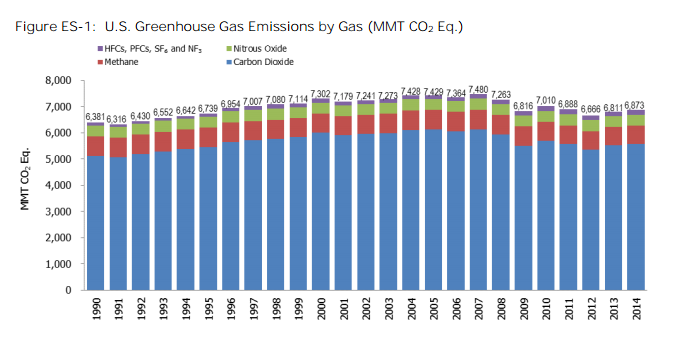 Figure ES-1: U.S. Greenhouse Gas Emissions by Gas (MMT CO₂ Eq.)
HFCs, PFCs, SF₆ and NF₃
Nitrous Oxide
Methane
Carbon Dioxide
8,000
7,000
6,000
5,000
4,000
3,000
2,000
1,000
0
MMT CO₂ Eq.
6,381 6,316 6,430 6,552 6,642 6,739 6,954 7,007 7,080 7,114 7,302 7,179 7,241 7,273 7,428 7,429 7,364 7,480 7,263 6,816 7,010 6,888 6,666 6,811 6,873
1990 1991 1992 1993 1994 1995 1996 1997 1998 1999 2000 2001 2002 2003 2004 2005 2006 2007 2008 2009 2010 2011 2012 2013 2014